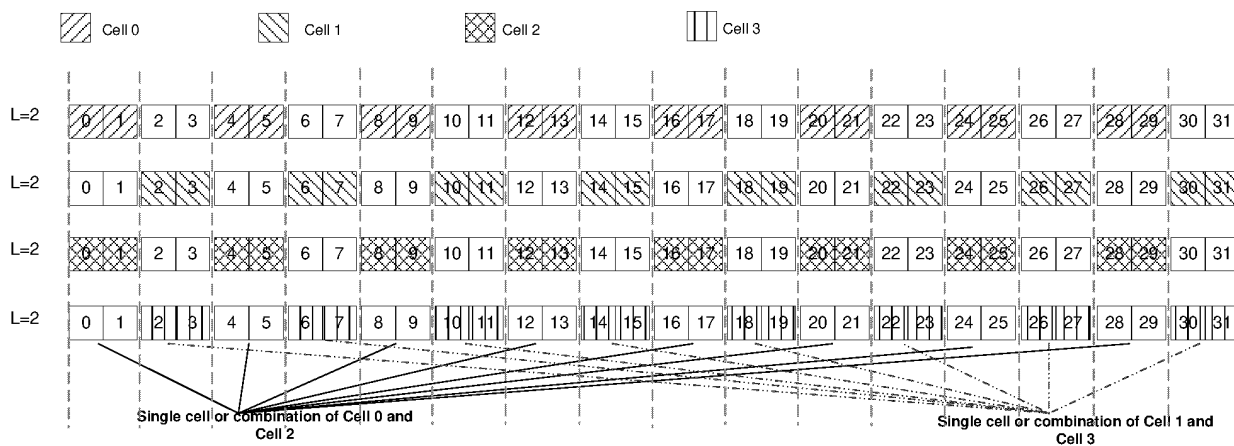 Cell 0 Cell 1 Cell 2 Cell 3
L=2 0 1 2 3 4 5 6 7 8 9 10 11 12 13 14 15 16 17 18 19 20 21 22 23 24 25 26 27 28 29 30 31
L=2 0 1 2 3 4 5 6 7 8 9 10 11 12 13 14 15 16 17 18 19 20 21 22 23 24 25 26 27 28 29 30 31
L=2 0 1 2 3 4 5 6 7 8 9 10 11 12 13 14 15 16 17 18 19 20 21 22 23 24 25 26 27 28 29 30 31
L=2 0 1 2 3 4 5 6 7 8 9 10 11 12 13 14 15 16 17 18 19 20 21 22 23 24 25 26 27 28 29 30 31
Single cell or combination of Cell 0 and
Cell 2
Single cell or combination of Cell 1 and
Cell 3